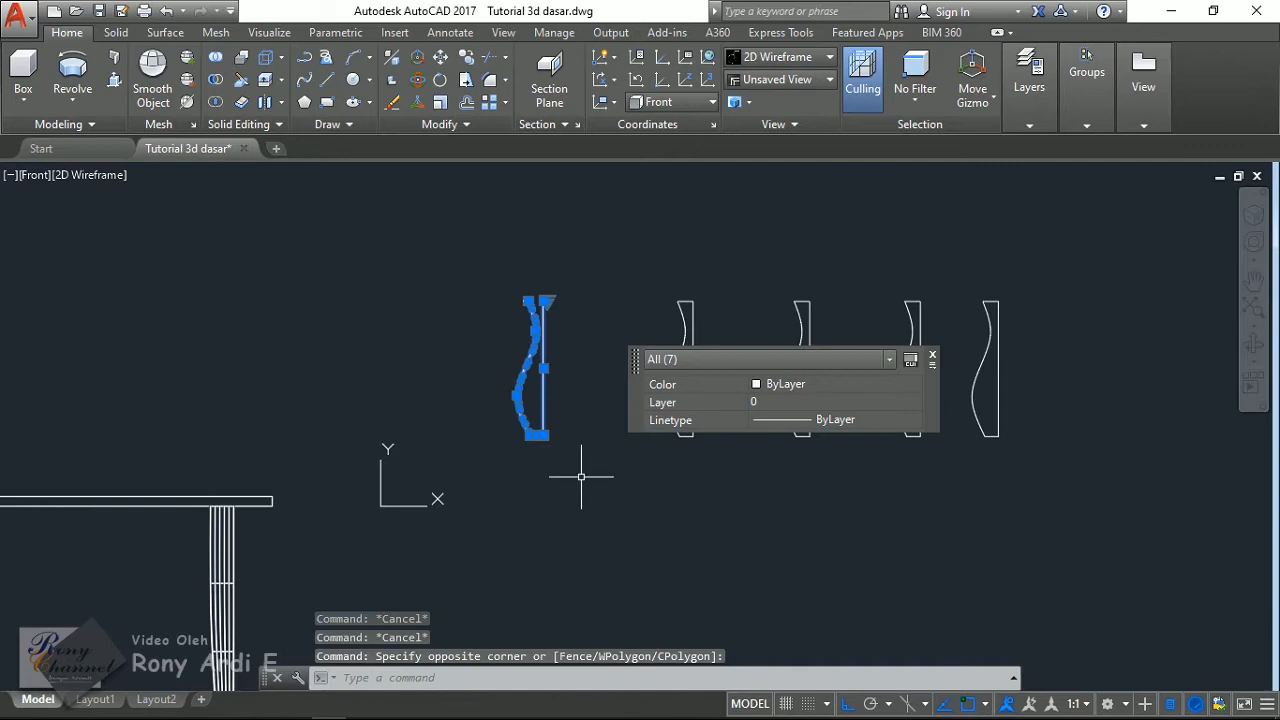 Autodesk AutoCAD 2017 Tutorial 3d dasar.dwg
Type a keyword or phrase
Sign In
Home Solid Surface Mesh Visualize Parametric Insert Annotate View Manage Output Add-ins A360 Express Tools Featured Apps BIM 360
2D Wireframe
Unsaved View
Front
Box Revolve Smooth Object Section Plane Culling No Filter Move Gizmo Layers Groups View
Modeling Mesh Solid Editing Draw Modify Section Coordinates View Selection
Start Tutorial 3d dasar*
[−][Front][2D Wireframe]
All (7)
Color ByLayer
Layer 0
Linetype ByLayer
Y
X
Command: *Cancel*
Command: *Cancel*
Command: Specify opposite corner or [Fence/WPolygon/CPolygon]:
Type a command
Rony Channel
Video Oleh
Rony Ardi E
Model Layout1 Layout2 +
MODEL 1:1